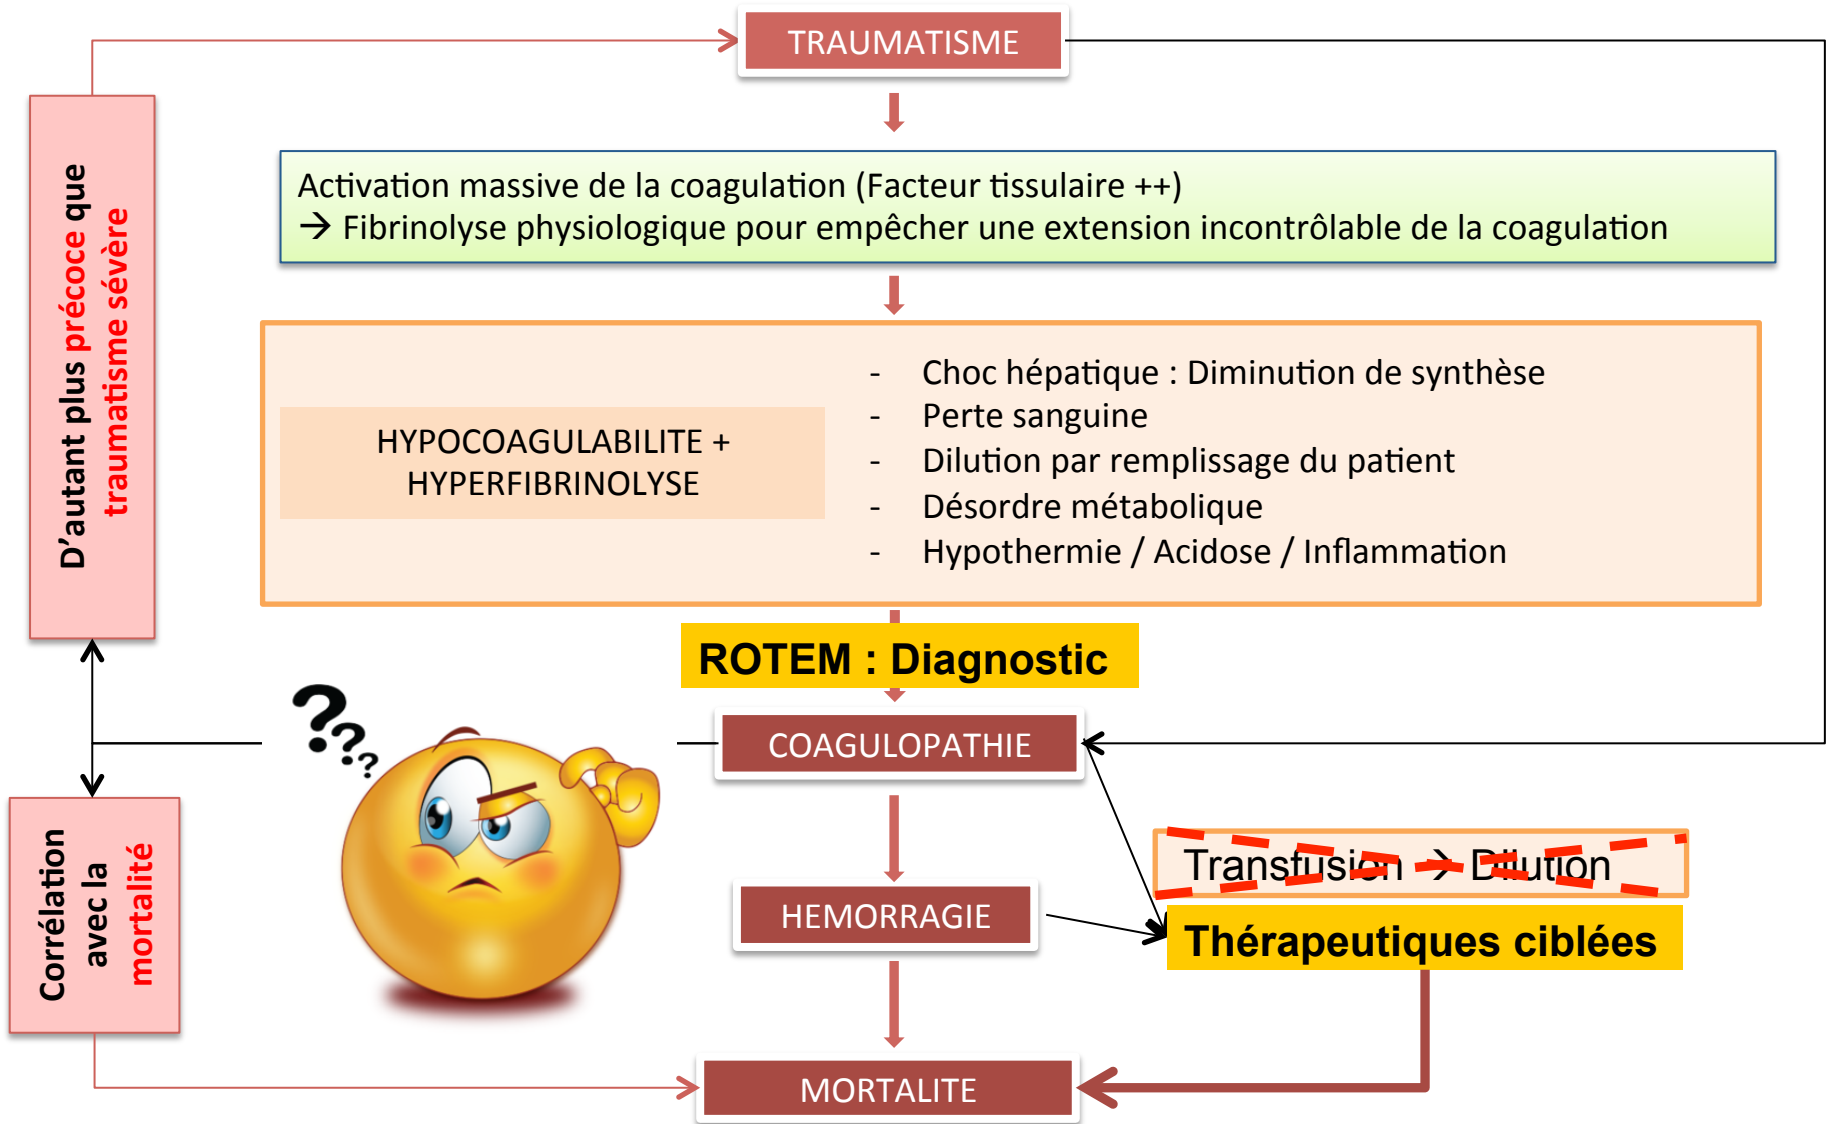 TRAUMATISME
Activation massive de la coagulation (Facteur tissulaire ++)
→ Fibrinolyse physiologique pour empêcher une extension incontrôlable de la coagulation
D’autant plus précoce que
traumatisme sévère
HYPOCOAGULABILITE +
HYPERFIBRINOLYSE
- Choc hépatique : Diminution de synthèse
- Perte sanguine
- Dilution par remplissage du patient
- Désordre métabolique
- Hypothermie / Acidose / Inflammation
ROTEM : Diagnostic
????
COAGULOPATHIE
Transfusion → Dilution
HEMORRAGIE
Thérapeutiques ciblées
Corrélation
avec la
mortalité
MORTALITE